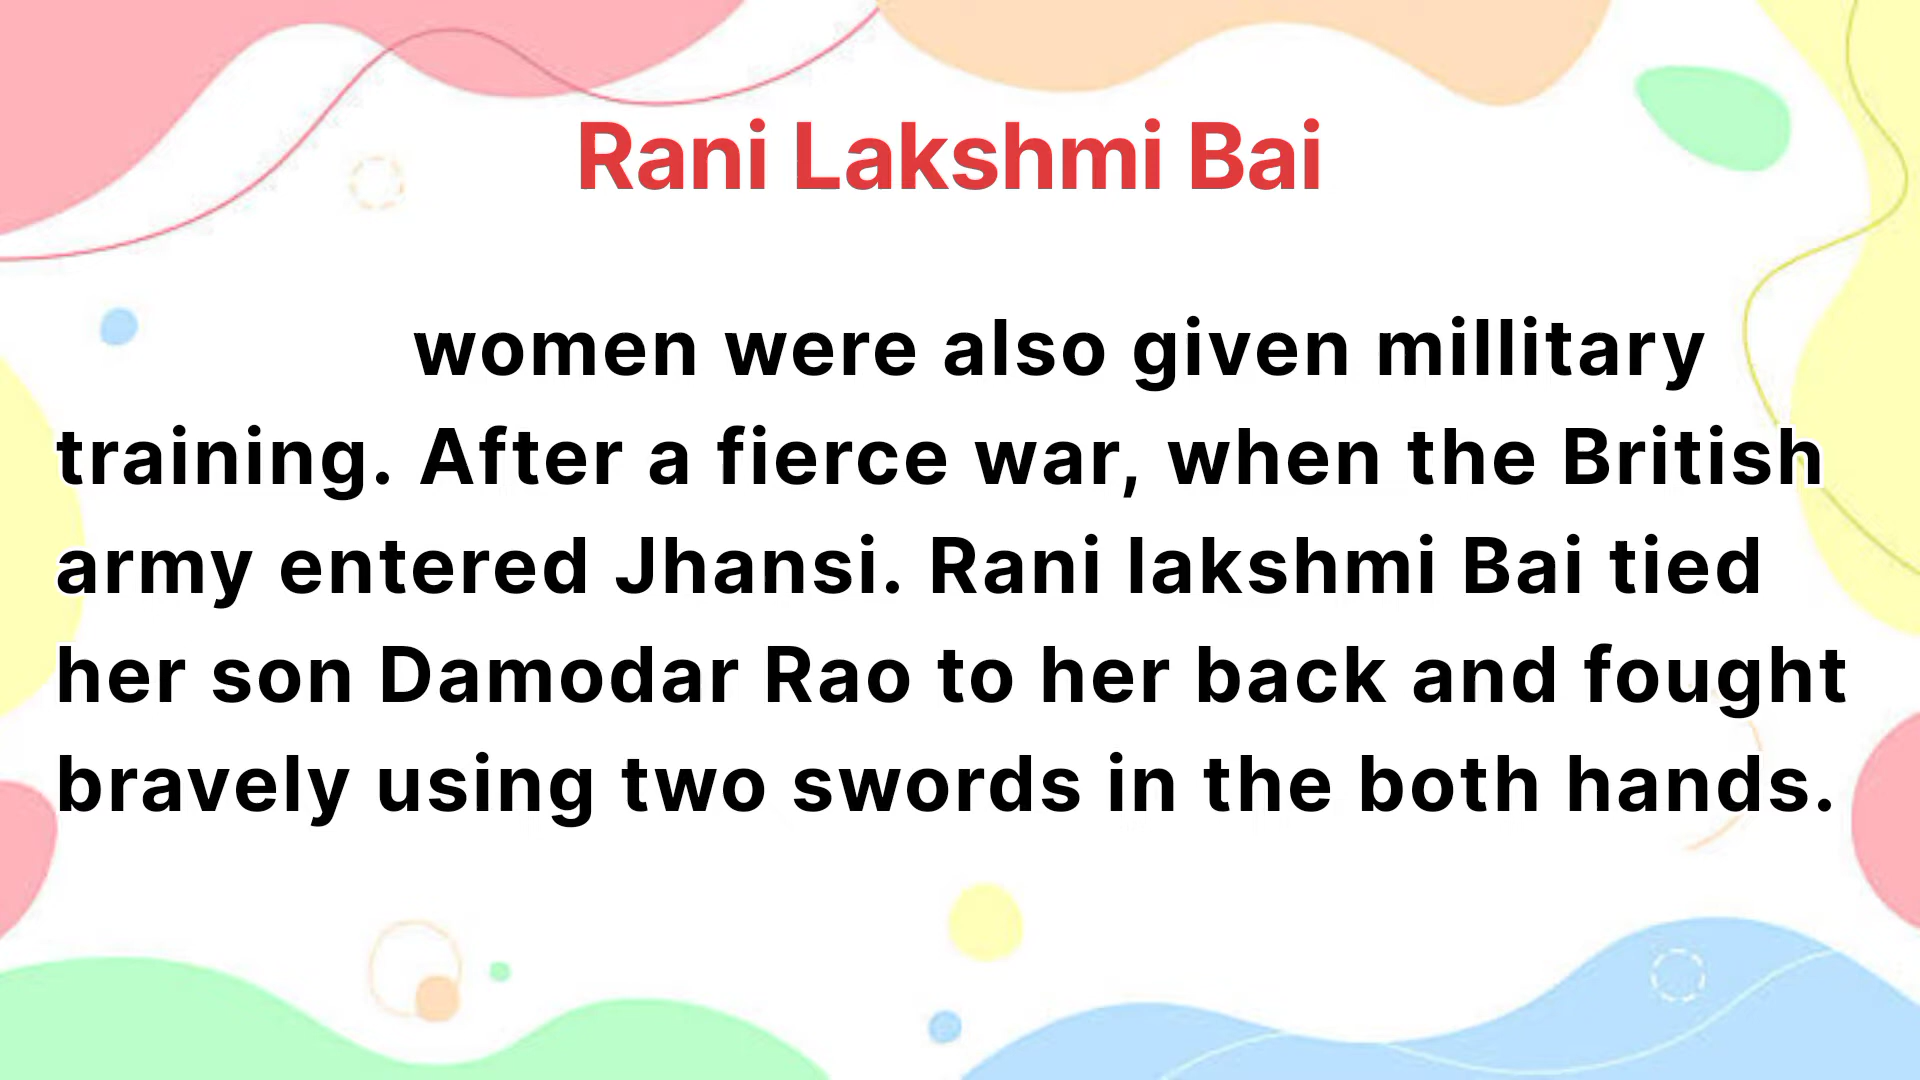 Rani Lakshmi Bai
women were also given millitary
training. After a fierce war, when the British
army entered Jhansi. Rani lakshmi Bai tied
her son Damodar Rao to her back and fought
bravely using two swords in the both hands.